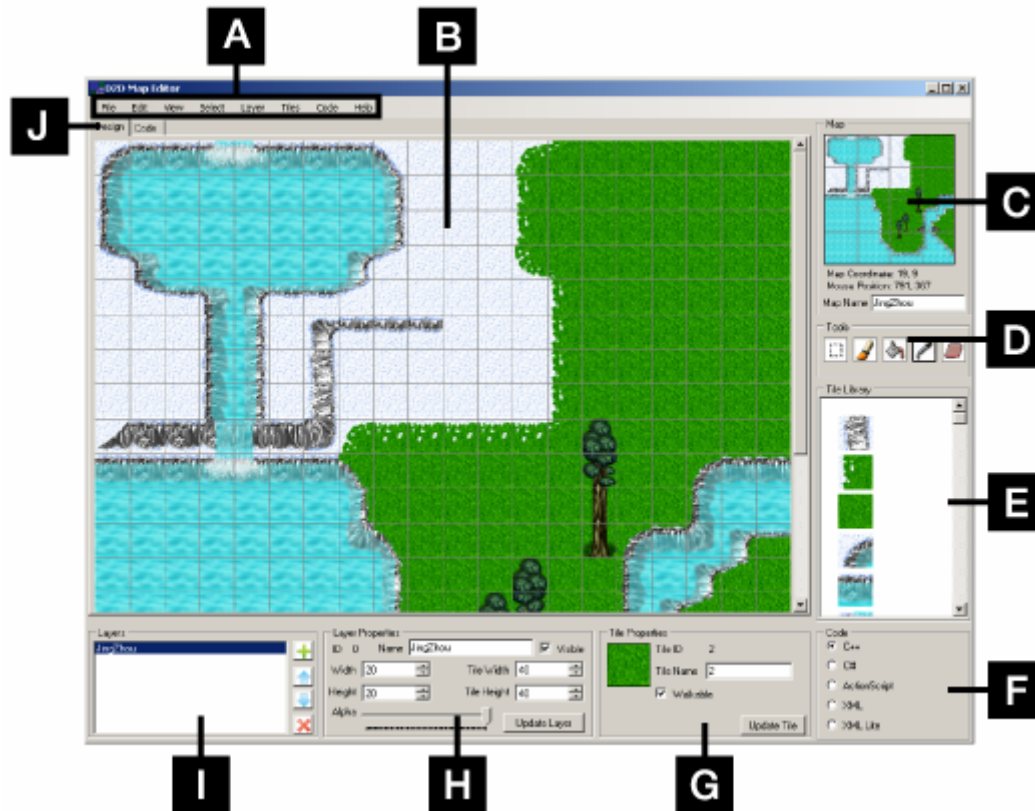 A
B
D2D Map Editor
File Edit View Select Layer Tiles Code Help
J
Design Code
Map
C
Map Coordinate: 19, 9
Mouse Position: 791, 387
Map Name JingZhou
Tools
D
Tile Library
E
Layers
JingZhou
Layer Properties
ID 0 Name JingZhou Visible
Width 20 Tile Width 40
Height 20 Tile Height 40
Alpha
Update Layer
Tile Properties
Tile ID 2
Tile Name 2
Walkable
Update Tile
Code
C++
C#
ActionScript
XML
XML Lite
F
I
H
G